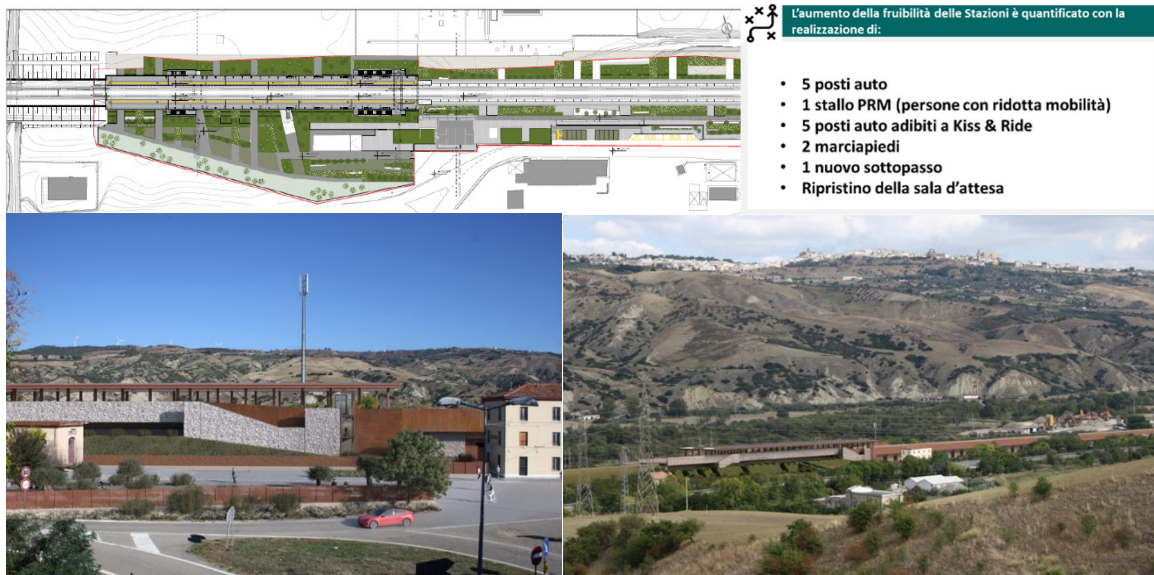 L'aumento della fruibilità delle Stazioni è quantificato con la
realizzazione di:
• 5 posti auto
• 1 stallo PRM (persone con ridotta mobilità)
• 5 posti auto adibiti a Kiss & Ride
• 2 marciapiedi
• 1 nuovo sottopasso
• Ripristino della sala d'attesa